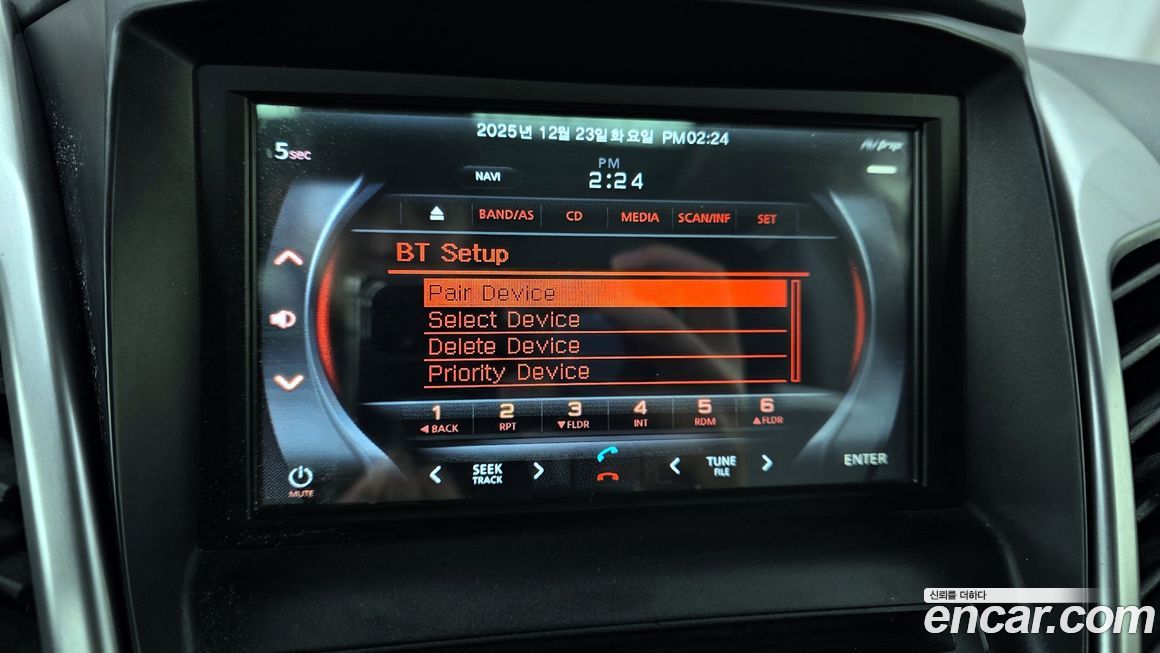 2025년 12월 23일화요일 PM02:24
5sec
NAVI
PM
2:24
BAND/AS CD MEDIA SCAN/INF SET
BT Setup
Pair Device
Select Device
Delete Device
Priority Device
1 2 3 4 5 6
◀BACK RPT ▼FLDR INT RDM ▲FLDR
SEEK
TRACK
TUNE
FILE
ENTER
MUTE
신뢰를 더하다
encar.com